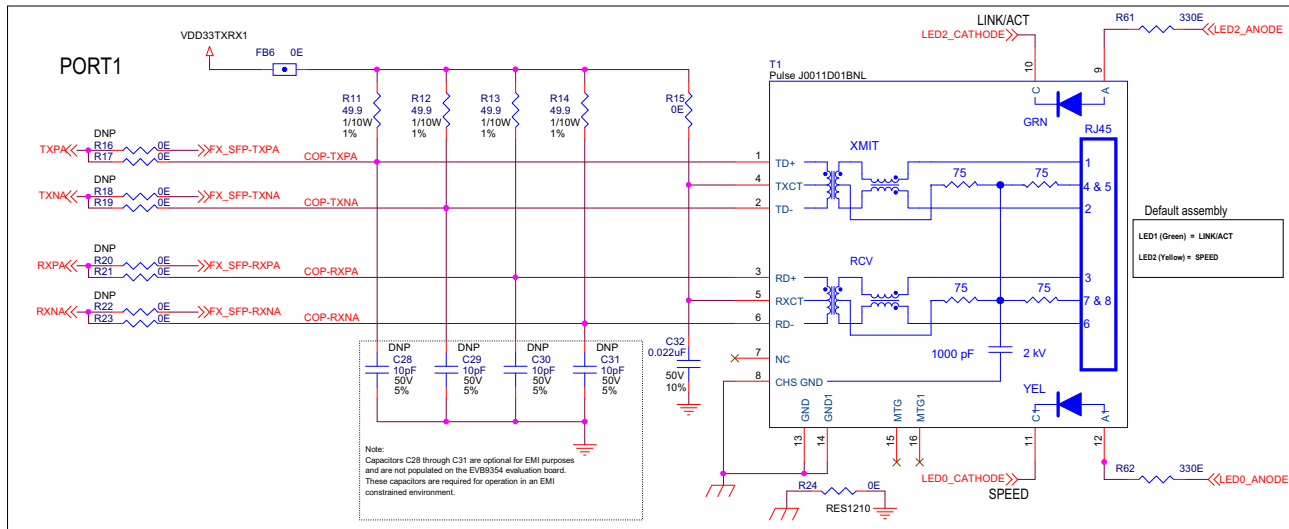 LINK/ACT
LED2_CATHODE
R61
330E
LED2_ANODE
VDD33TXRX1
FB6
0E
PORT1
T1
Pulse J0011D01BNL
10
9
C
A
GRN
RJ45
R11
49.9
1/10W
1%
R12
49.9
1/10W
1%
R13
49.9
1/10W
1%
R14
49.9
1/10W
1%
R15
0E
DNP
TXPA
R16
0E
FX_SFP-TXPA
R17
COP-TXPA
DNP
TXNA
R18
0E
FX_SFP-TXNA
R19
COP-TXNA
DNP
RXPA
R20
0E
FX_SFP-RXPA
R21
COP-RXPA
DNP
RXNA
R22
0E
FX_SFP-RXNA
R23
COP-RXNA
XMIT
1
TD+
4
TXCT
2
TD-
75
75
1
4 & 5
2
RCV
3
RD+
5
RXCT
6
RD-
75
75
3
7 & 8
6
7
NC
8
CHS GND
1000 pF
2 kV
Default assembly
LED1 (Green) = LINK/ACT
LED2 (Yellow) = SPEED
DNP
C28
10pF
50V
5%
DNP
C29
10pF
50V
5%
DNP
C30
10pF
50V
5%
DNP
C31
10pF
50V
5%
C32
0.022uF
50V
10%
YEL
GND
GND1
MTG
MTG1
C1
A1
13
14
15
16
11
12
Note:
Capacitors C28 through C31 are optional for EMI purposes
and are not populated on the EVB9354 evaluation board.
These capacitors are required for operation in an EMI
constrained environment.
R24
0E
RES1210
LED0_CATHODE
SPEED
R62
330E
LED0_ANODE